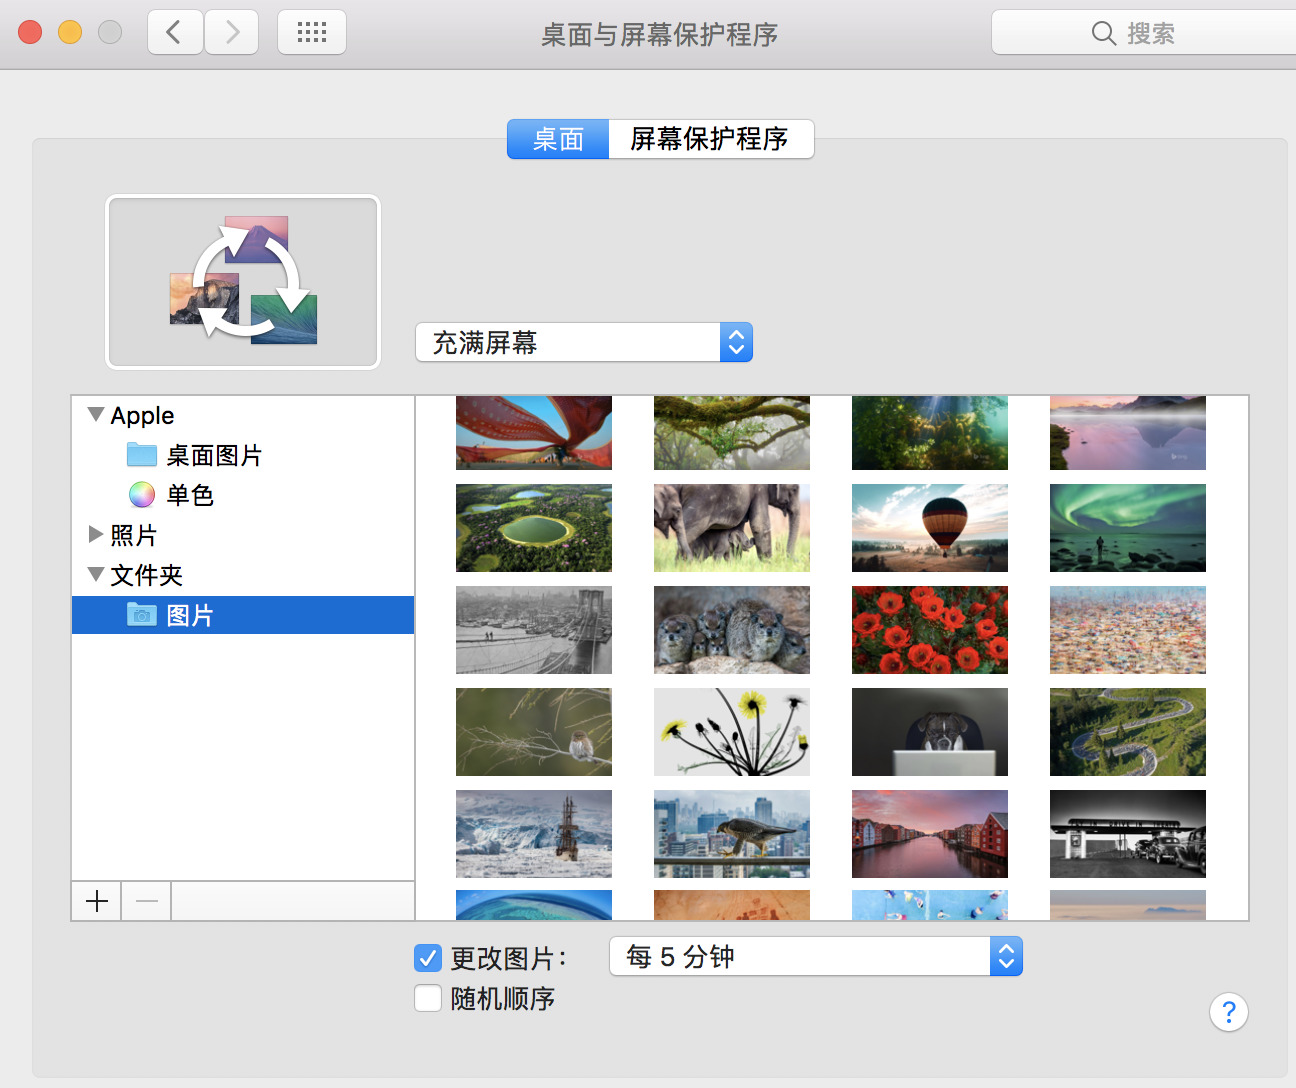 桌面与屏幕保护程序
搜索
桌面
屏幕保护程序
充满屏幕
Apple
桌面图片
单色
照片
文件夹
图片
更改图片：
每 5 分钟
随机顺序
?